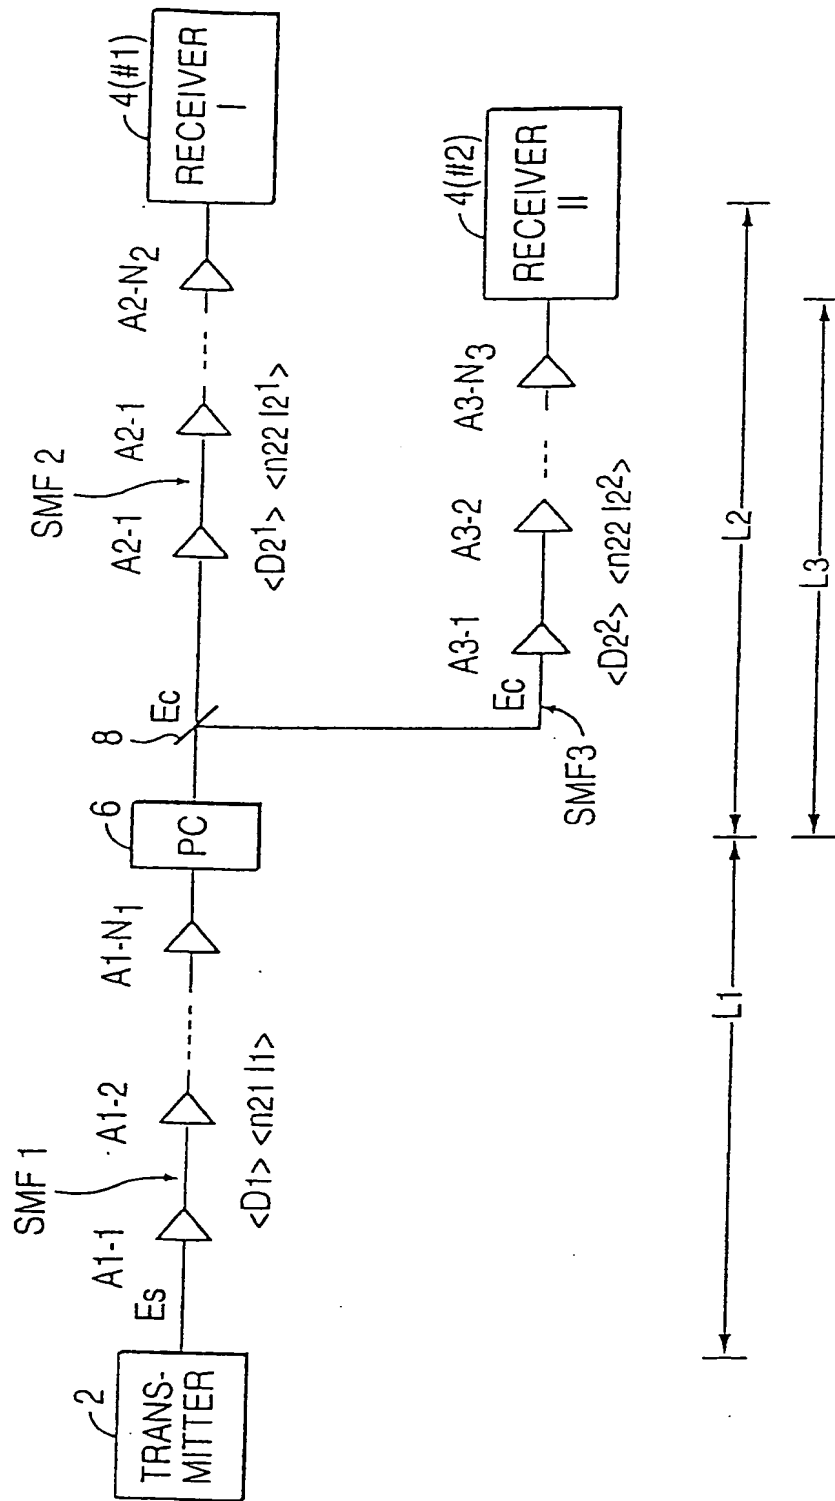 2
TRANS-
MITTER
Es
A1-1
SMF 1
A1-2
<D1> <n21 I1>
A1-N1
6
PC
8
Ec
A2-1
SMF 2
A2-1
<D2¹> <n22 I2¹>
A2-N2
4(#1)
RECEIVER
I
Ec
SMF3
A3-1
A3-2
<D2²> <n22 I2²>
A3-N3
4(#2)
RECEIVER
II
L1
L2
L3